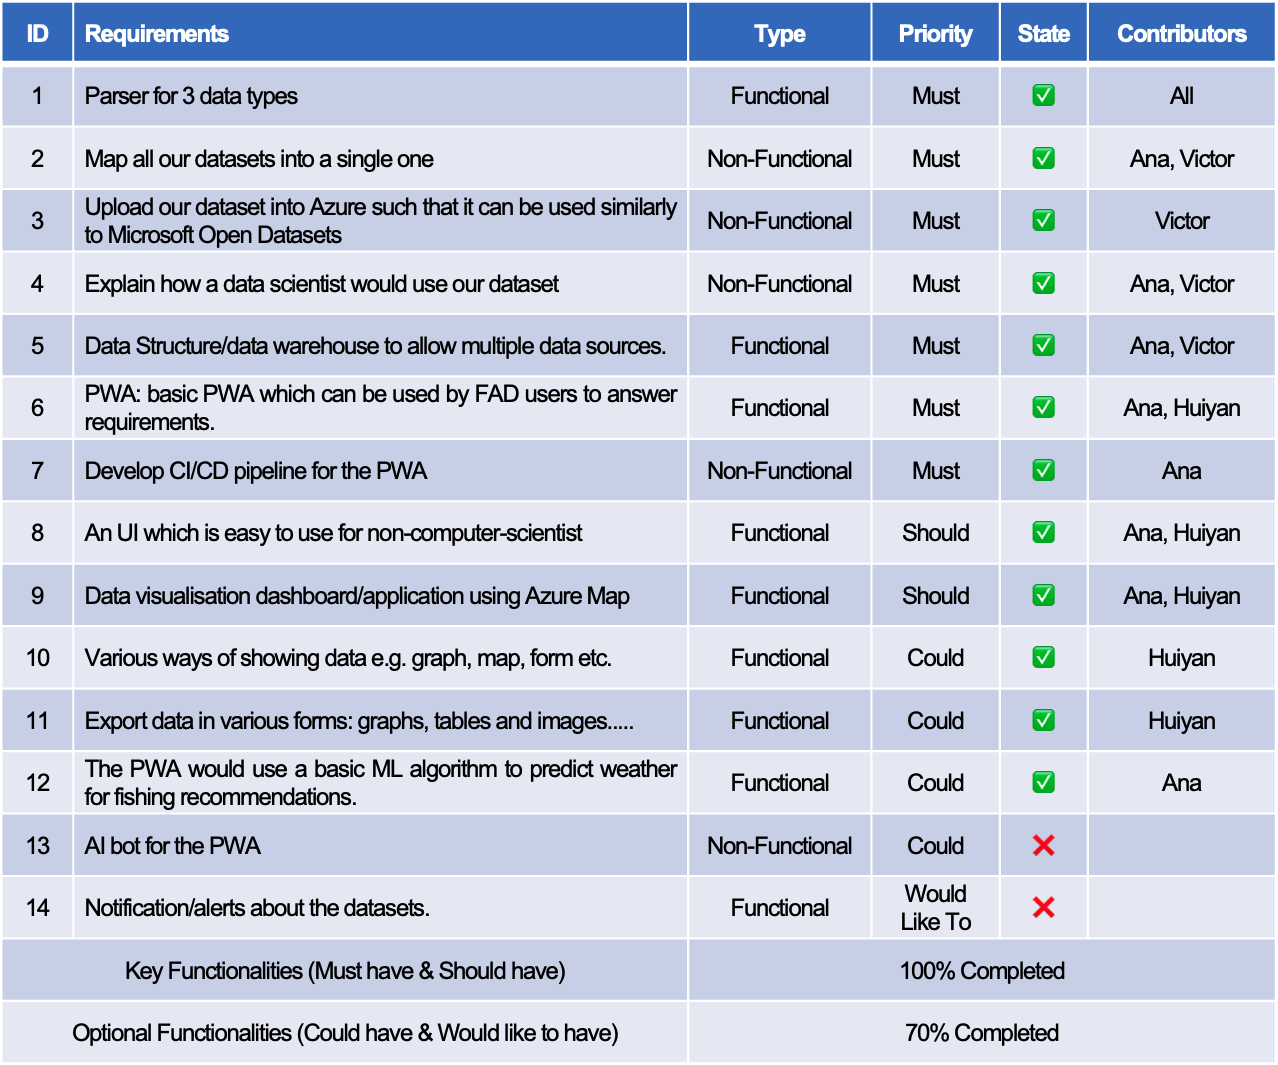 ID Requirements Type Priority State Contributors
1 Parser for 3 data types Functional Must ✅ All
2 Map all our datasets into a single one Non-Functional Must ✅ Ana, Victor
3 Upload our dataset into Azure such that it can be used similarly
to Microsoft Open Datasets Non-Functional Must ✅ Victor
4 Explain how a data scientist would use our dataset Non-Functional Must ✅ Ana, Victor
5 Data Structure/data warehouse to allow multiple data sources. Functional Must ✅ Ana, Victor
6 PWA: basic PWA which can be used by FAD users to answer
requirements. Functional Must ✅ Ana, Huiyan
7 Develop CI/CD pipeline for the PWA Non-Functional Must ✅ Ana
8 An UI which is easy to use for non-computer-scientist Functional Should ✅ Ana, Huiyan
9 Data visualisation dashboard/application using Azure Map Functional Should ✅ Ana, Huiyan
10 Various ways of showing data e.g. graph, map, form etc. Functional Could ✅ Huiyan
11 Export data in various forms: graphs, tables and images..... Functional Could ✅ Huiyan
12 The PWA would use a basic ML algorithm to predict weather
for fishing recommendations. Functional Could ✅ Ana
13 AI bot for the PWA Non-Functional Could ❌
14 Notification/alerts about the datasets. Functional Would
Like To ❌
Key Functionalities (Must have & Should have) 100% Completed
Optional Functionalities (Could have & Would like to have) 70% Completed